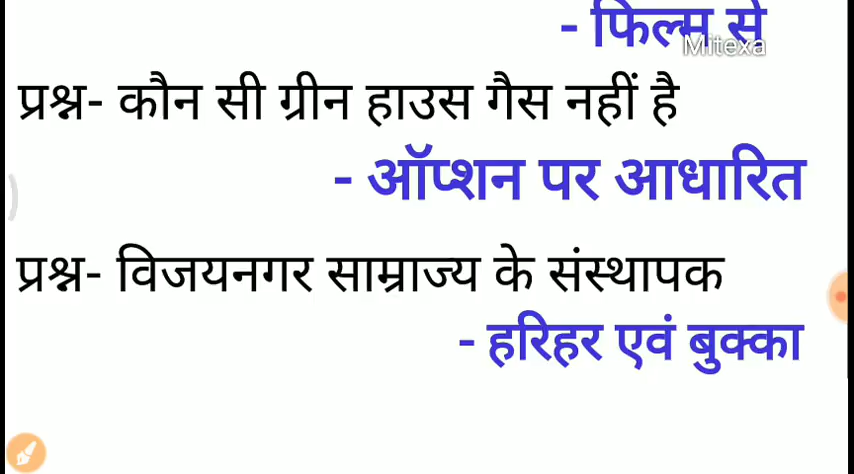 - फिल्म से
Mitexa
प्रश्न- कौन सी ग्रीन हाउस गैस नहीं है
- ऑप्शन पर आधारित
प्रश्न- विजयनगर साम्राज्य के संस्थापक
- हरिहर एवं बुक्का